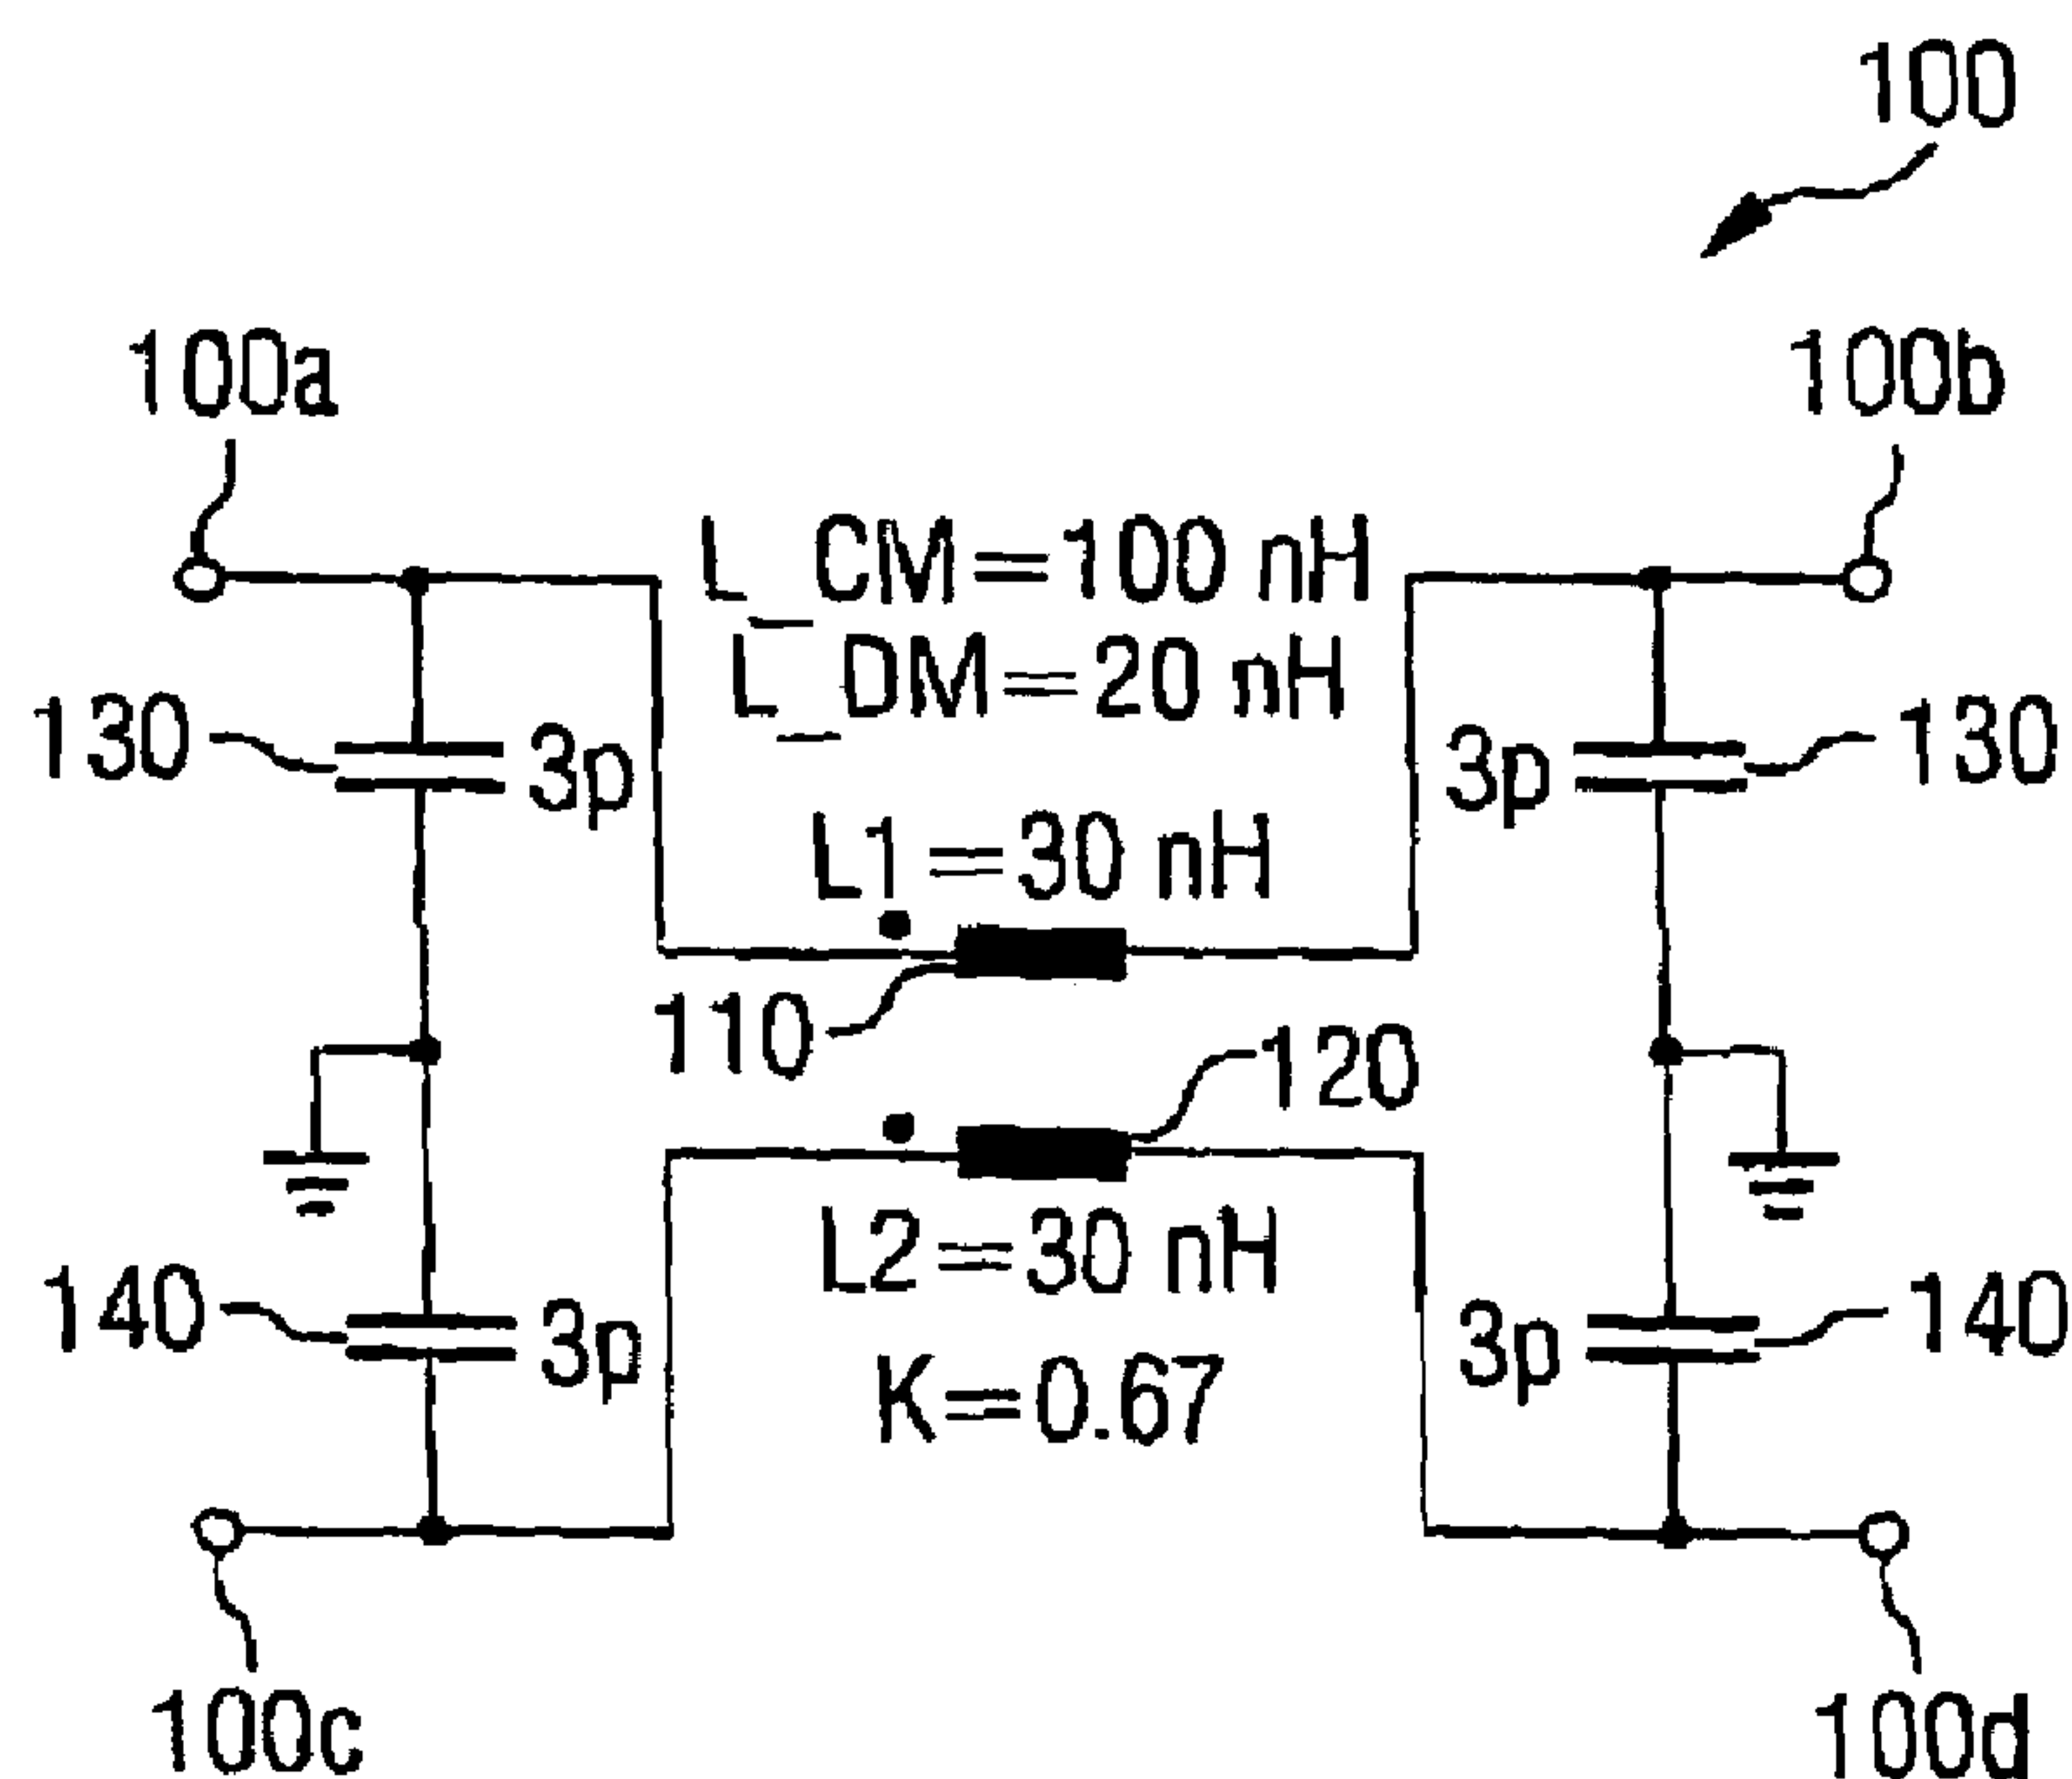 100
100a
100b
L_CM=100 nH
L_DM=20 nH
130
3p
3p
130
L1=30 nH
110
120
L2=30 nH
140
3p
3p
140
K=0.67
100c
100d